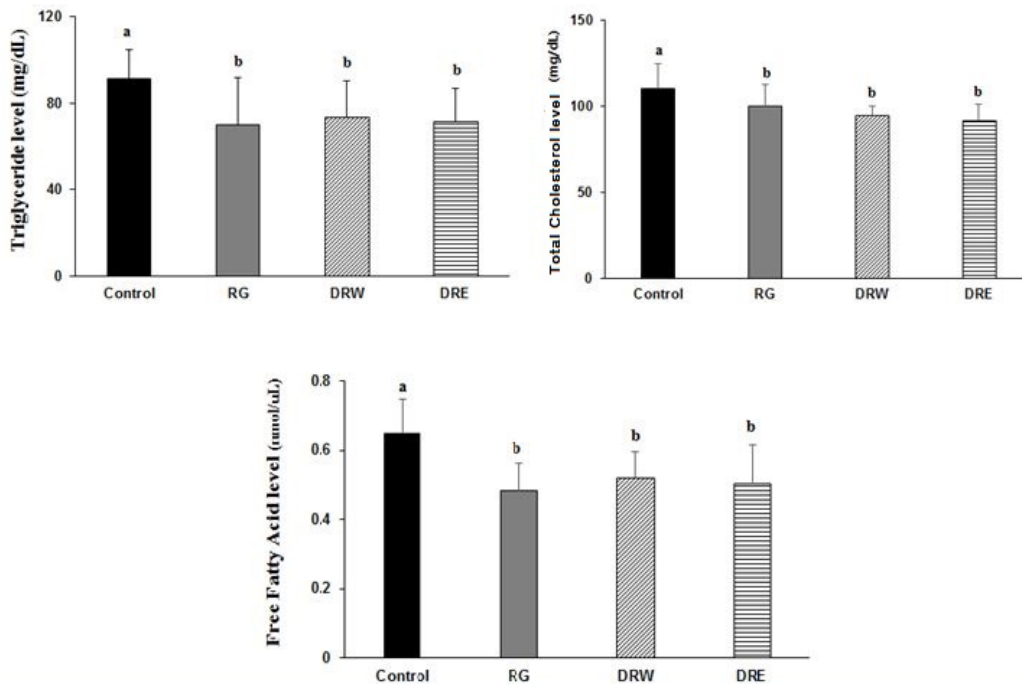 Triglyceride level (mg/dL)
120
80
40
0
a
b
b
b
Control RG DRW DRE
Total Cholesterol level (mg/dL)
150
100
50
0
a
b
b
b
Control RG DRW DRE
Free Fatty Acid level (nmol/uL)
0.8
0.6
0.4
0.2
0
a
b
b
b
Control RG DRW DRE